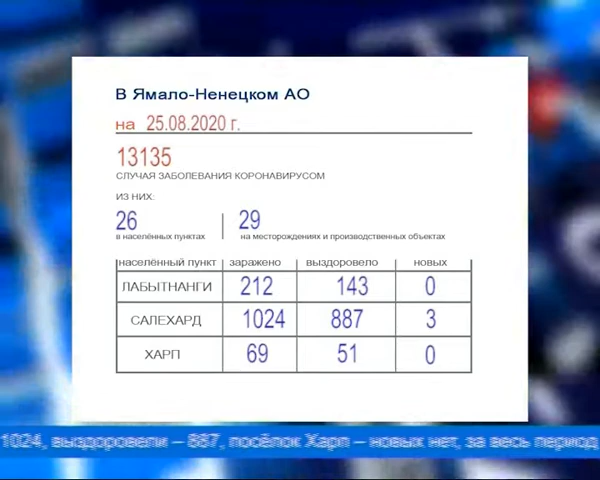 В Ямало-Ненецком АО
на 25.08.2020 г.
13135
СЛУЧАЯ ЗАБОЛЕВАНИЯ КОРОНАВИРУСОМ
ИЗ НИХ:
26 29
в населённых пунктах на месторождениях и производственных объектах
населённый пункт заражено выздоровело новых
ЛАБЫТНАНГИ 212 143 0
САЛЕХАРД 1024 887 3
ХАРП 69 51 0
1024, выздоровели – 887, посёлок Харп – новых нет, за весь период